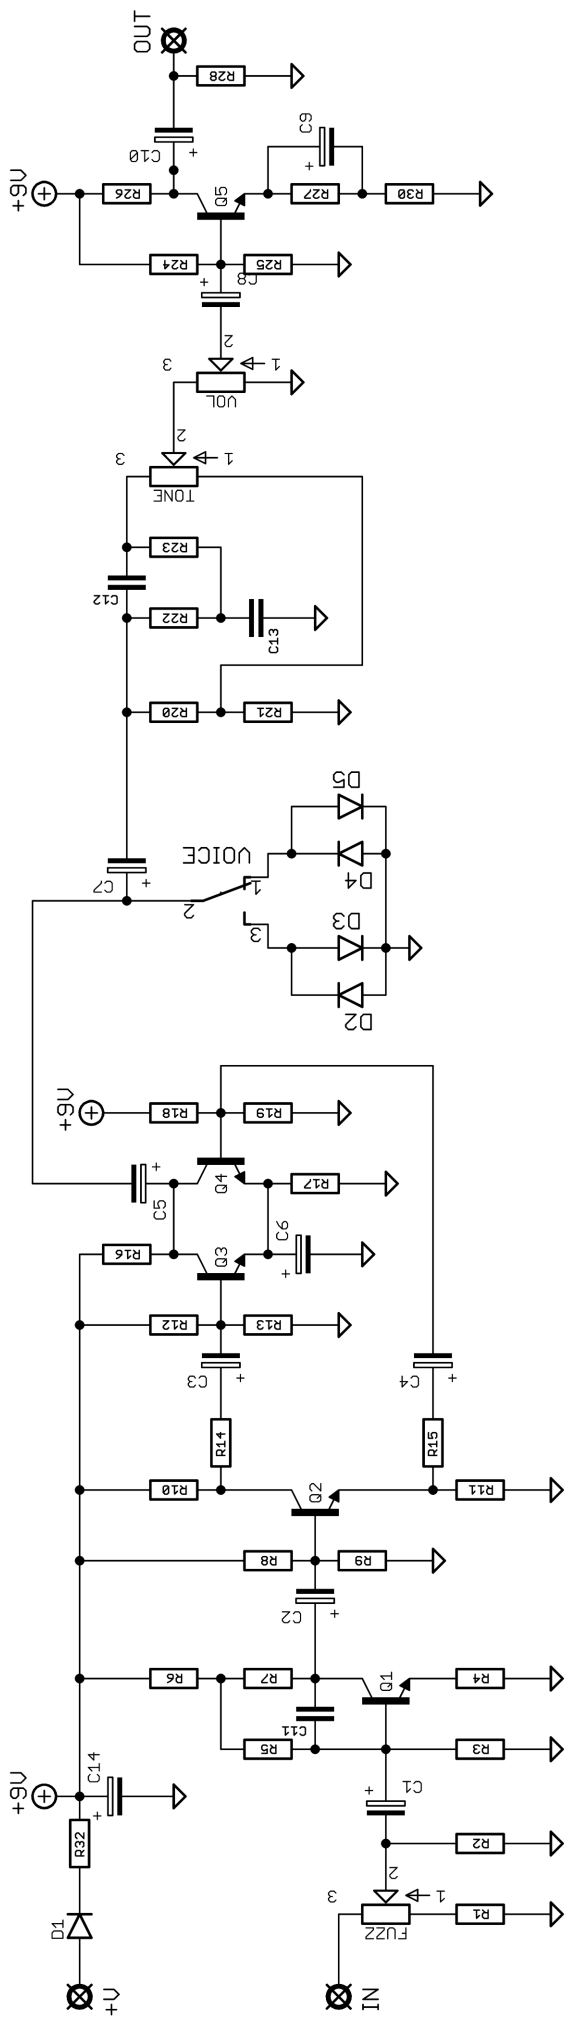 OUT
R28
C10
+
C9
+
+9V
R26
Q5
R27
R30
R24
R25
C8
+
2
3
1
VOL
2
3
1
TONE
R23
C12
R22
C13
R20
R21
D5
VOICE
C7
+
1
D4
2
3
D3
D2
+9V
R18
R19
+
Q4
R17
C5
C6
+
R16
Q3
R12
R13
C3
+
C4
+
R14
R15
R10
Q2
R11
R8
R9
C2
+
R6
R7
Q1
R4
C11
R5
R3
+9V
C14
+
C1
+
R32
R2
2
3
1
D1
FUZZ
R1
+V
IN